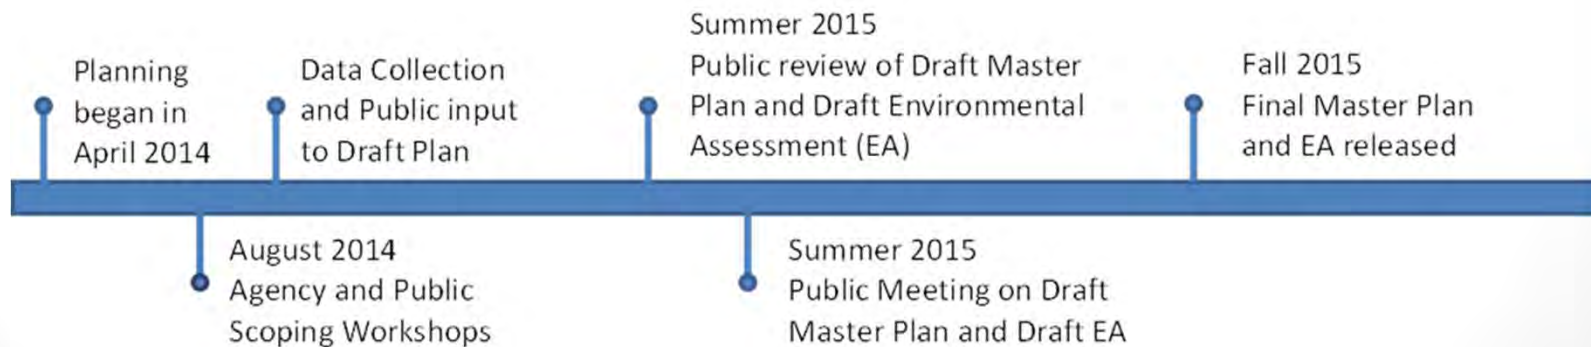 Planning
began in
April 2014
August 2014
Agency and Public
Scoping Workshops
Data Collection
and Public input
to Draft Plan
Summer 2015
Public review of Draft Master
Plan and Draft Environmental
Assessment (EA)
Summer 2015
Public Meeting on Draft
Master Plan and Draft EA
Fall 2015
Final Master Plan
and EA released